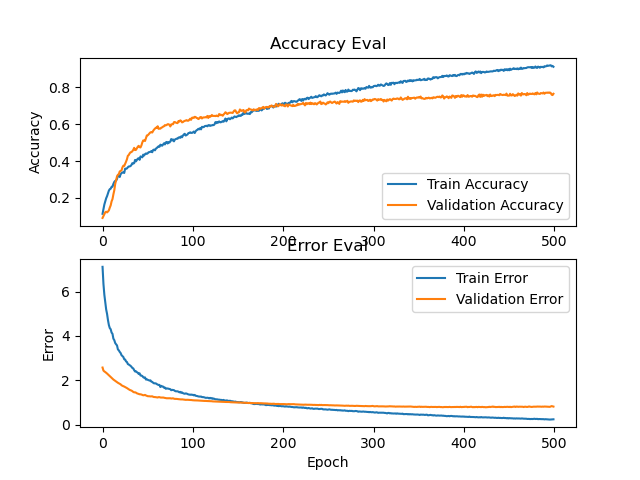 Accuracy Eval
Accuracy
0.8
0.6
0.4
0.2
Train Accuracy
Validation Accuracy
0 100 200 300 400 500
Error Eval
Error
6
4
2
0
Train Error
Validation Error
0 100 200 300 400 500
Epoch